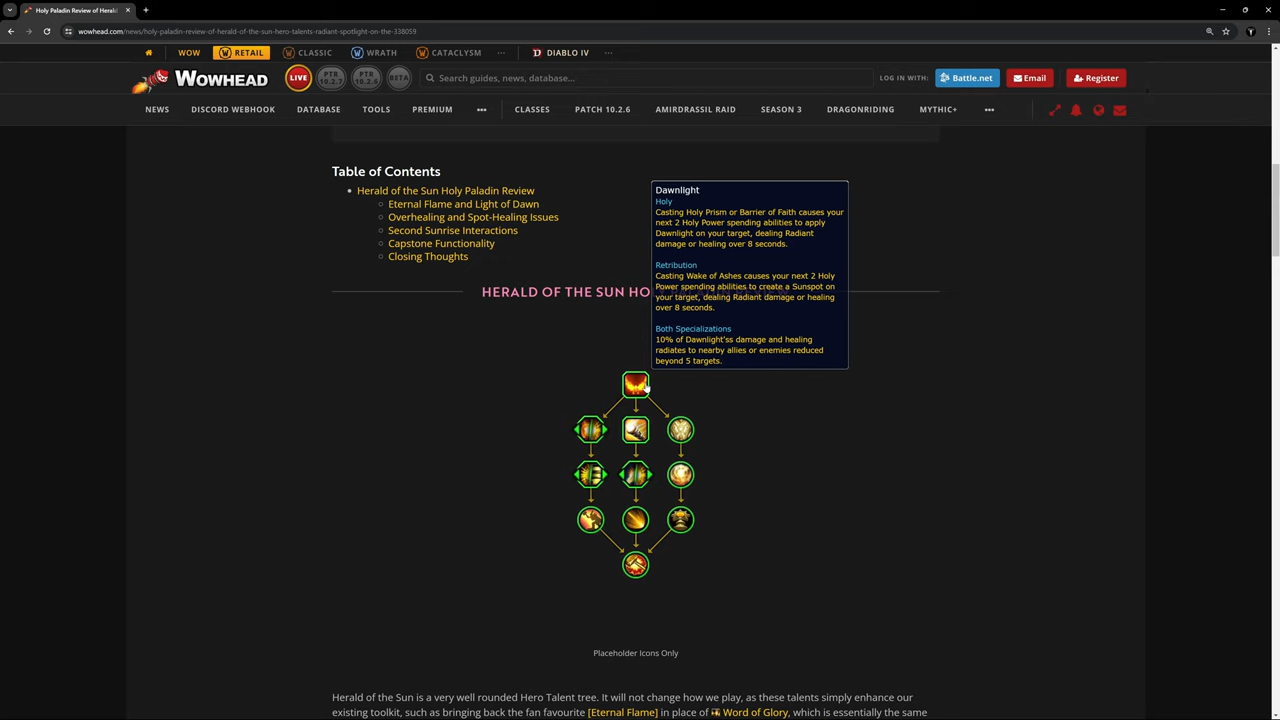 Holy Paladin Review of Herald
wowhead.com/news/holy-paladin-review-of-herald-of-the-sun-hero-talents-radiant-spotlight-on-the-338059
WOW
RETAIL
CLASSIC
WRATH
CATACLYSM
DIABLO IV
WOWHEAD
LIVE
PTR
10.2.7
PTR
10.2.6
BETA
Search guides, news, database...
LOG IN WITH:
Battle.net
Email
Register
NEWS
DISCORD WEBHOOK
DATABASE
TOOLS
PREMIUM
CLASSES
PATCH 10.2.6
AMIRDRASSIL RAID
SEASON 3
DRAGONRIDING
MYTHIC+
Table of Contents
Herald of the Sun Holy Paladin Review
Eternal Flame and Light of Dawn
Overhealing and Spot-Healing Issues
Second Sunrise Interactions
Capstone Functionality
Closing Thoughts
HERALD OF THE SUN HO
Dawnlight
Holy
Casting Holy Prism or Barrier of Faith causes your
next 2 Holy Power spending abilities to apply
Dawnlight on your target, dealing Radiant
damage or healing over 8 seconds.
Retribution
Casting Wake of Ashes causes your next 2 Holy
Power spending abilities to create a Sunspot on
your target, dealing Radiant damage or healing
over 8 seconds.
Both Specializations
10% of Dawnlight'ss damage and healing
radiates to nearby allies or enemies reduced
beyond 5 targets.
Placeholder Icons Only
Herald of the Sun is a very well rounded Hero Talent tree. It will not change how we play, as these talents simply enhance our
existing toolkit, such as bringing back the fan favourite [Eternal Flame] in place of Word of Glory, which is essentially the same